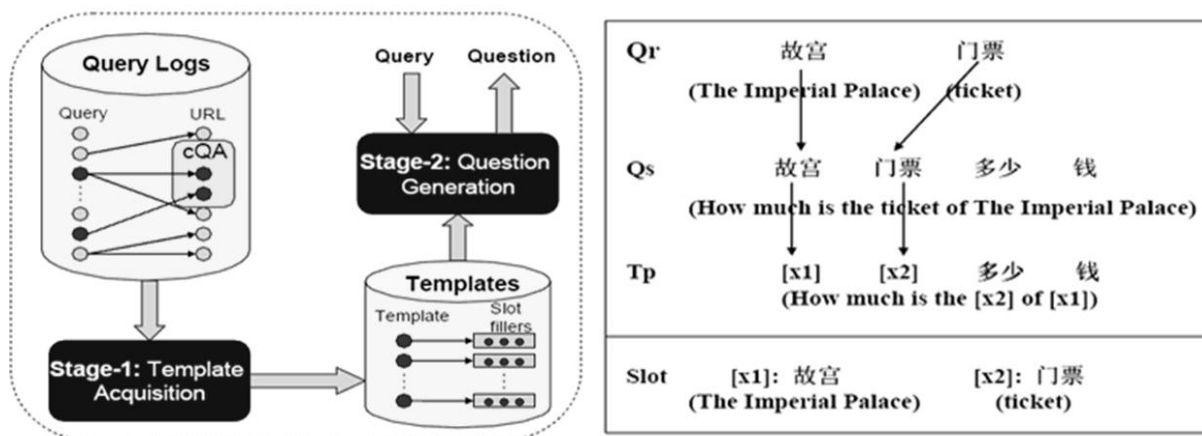 Query Logs
Query URL
cQA
Stage-1: Template
Acquisition
Query Question
Stage-2: Question
Generation
Templates
Template Slot
fillers
Qr 故宫 门票
(The Imperial Palace) (ticket)
Qs 故宫 门票 多少 钱
(How much is the ticket of The Imperial Palace)
Tp [x1] [x2] 多少 钱
(How much is the [x2] of [x1])
Slot [x1]: 故宫 [x2]: 门票
(The Imperial Palace) (ticket)